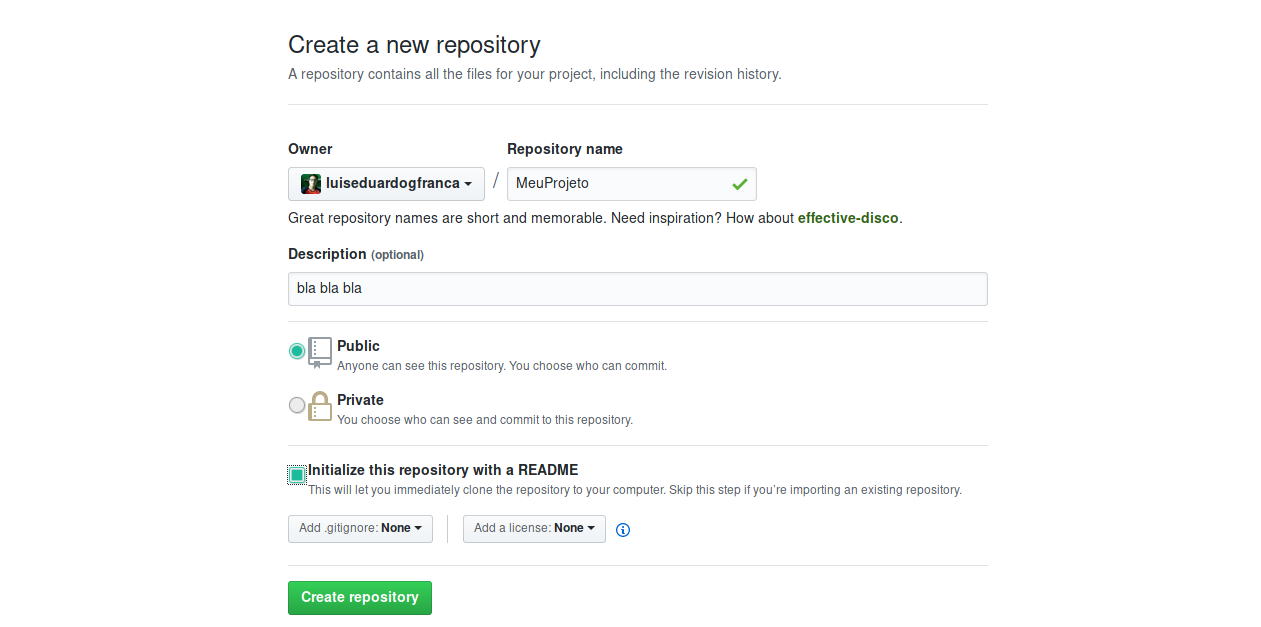 Create a new repository
A repository contains all the files for your project, including the revision history.
Owner
Repository name
luiseduardogfranca / MeuProjeto
Great repository names are short and memorable. Need inspiration? How about effective-disco.
Description (optional)
bla bla bla
Public
Anyone can see this repository. You choose who can commit.
Private
You choose who can see and commit to this repository.
Initialize this repository with a README
This will let you immediately clone the repository to your computer. Skip this step if you’re importing an existing repository.
Add .gitignore: None
Add a license: None
Create repository